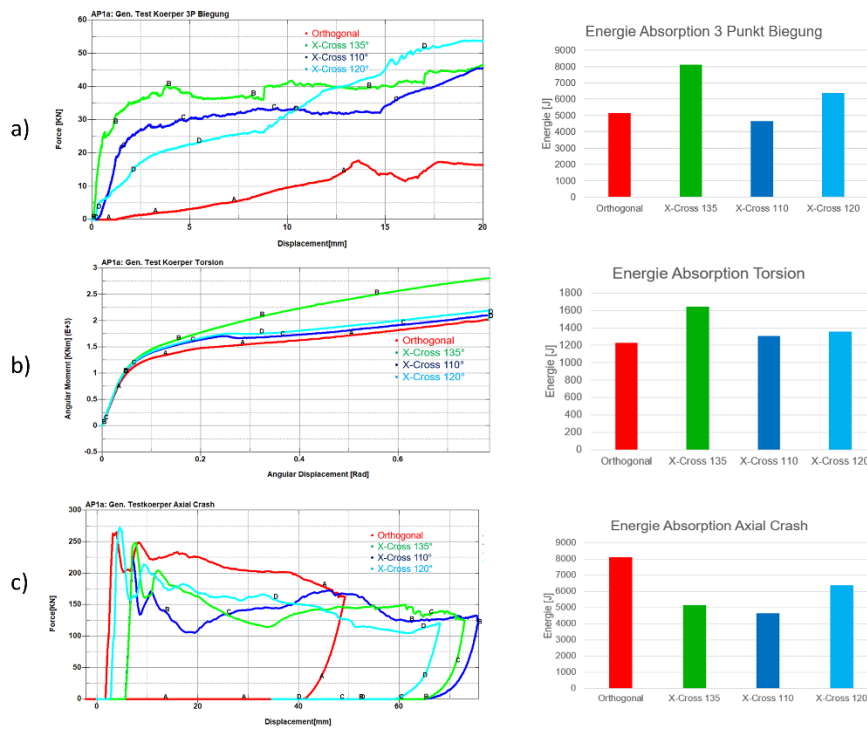 a)
AP1a: Gen. Test Koerper 3P Biegung
Force [KN]
60
50
40
30
20
10
0
0
5
10
15
20
Displacement[mm]
Orthogonal
X-Cross 135°
X-Cross 110°
X-Cross 120°
Energie Absorption 3 Punkt Biegung
Energie [J]
9000
8000
7000
6000
5000
4000
3000
2000
1000
0
Orthogonal
X-Cross 135
X-Cross 110
X-Cross 120
b)
AP1a: Gen. Test Koerper Torsion
Angular Moment [KNm] (E+3)
3
2.5
2
1.5
1
0.5
0
-0.5
0
0.2
0.4
0.6
Angular Displacement [Rad]
Orthogonal
X-Cross 135°
X-Cross 110°
X-Cross 120°
Energie Absorption Torsion
Energie [J]
1800
1600
1400
1200
1000
800
600
400
200
0
Orthogonal
X-Cross 135
X-Cross 110
X-Cross 120
c)
AP1a: Gen. Testkoerper Axial Crash
Force[KN]
300
250
200
150
100
50
0
0
20
40
60
Displacement[mm]
Orthogonal
X-Cross 135°
X-Cross 110°
X-Cross 120°
Energie Absorption Axial Crash
Energie [J]
9000
8000
7000
6000
5000
4000
3000
2000
1000
0
Orthogonal
X-Cross 135
X-Cross 110
X-Cross 120